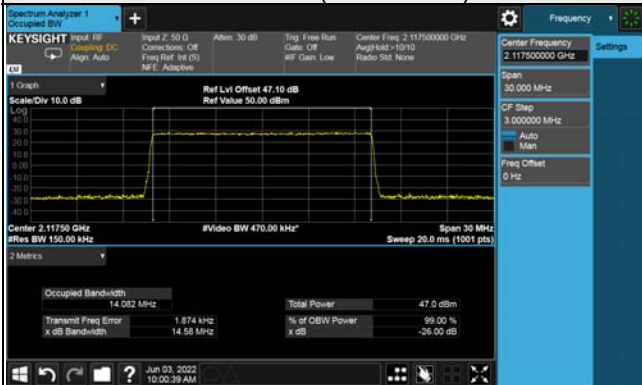 Spectrum Analyzer 1
Occupied BW
+
Frequency
KEYSIGHT
Input: RF
Coupling: DC
Align: Auto
Input Z: 50 Ω
Corrections: Off
Freq Ref: Int (S)
NFE: Adaptive
Atten: 30 dB
Trig: Free Run
Gate: Off
#IF Gain: Low
Center Freq: 2.117500000 GHz
Avg|Hold:>10/10
Radio Std: None
LM
1 Graph
Scale/Div 10.0 dB
Ref Lvl Offset 47.10 dB
Ref Value 50.00 dBm
Log
40.0
30.0
20.0
10.0
0.00
-10.0
-20.0
-30.0
-40.0
Center 2.11750 GHz
#Res BW 150.00 kHz
#Video BW 470.00 kHz*
Span 30 MHz
Sweep 20.0 ms (1001 pts)
2 Metrics
Occupied Bandwidth
14.082 MHz
Total Power 47.0 dBm
Transmit Freq Error 1.874 kHz
% of OBW Power 99.00 %
x dB Bandwidth 14.58 MHz
x dB -26.00 dB
Center Frequency
2.117500000 GHz
Settings
Span
30.000 MHz
CF Step
3.000000 MHz
Auto
Man
Freq Offset
0 Hz
?
Jun 03, 2022
10:00:39 AM